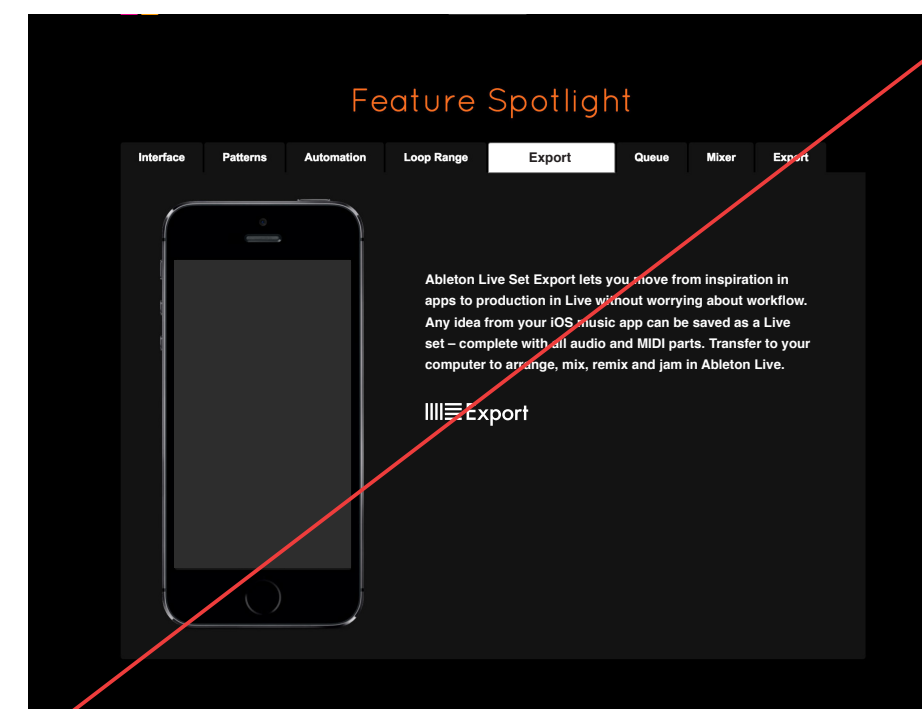 Feature Spotlight
Interface Patterns Automation Loop Range Export Queue Mixer Export
Ableton Live Set Export lets you move from inspiration in
apps to production in Live without worrying about workflow.
Any idea from your iOS music app can be saved as a Live
set – complete with all audio and MIDI parts. Transfer to your
computer to arrange, mix, remix and jam in Ableton Live.
Export